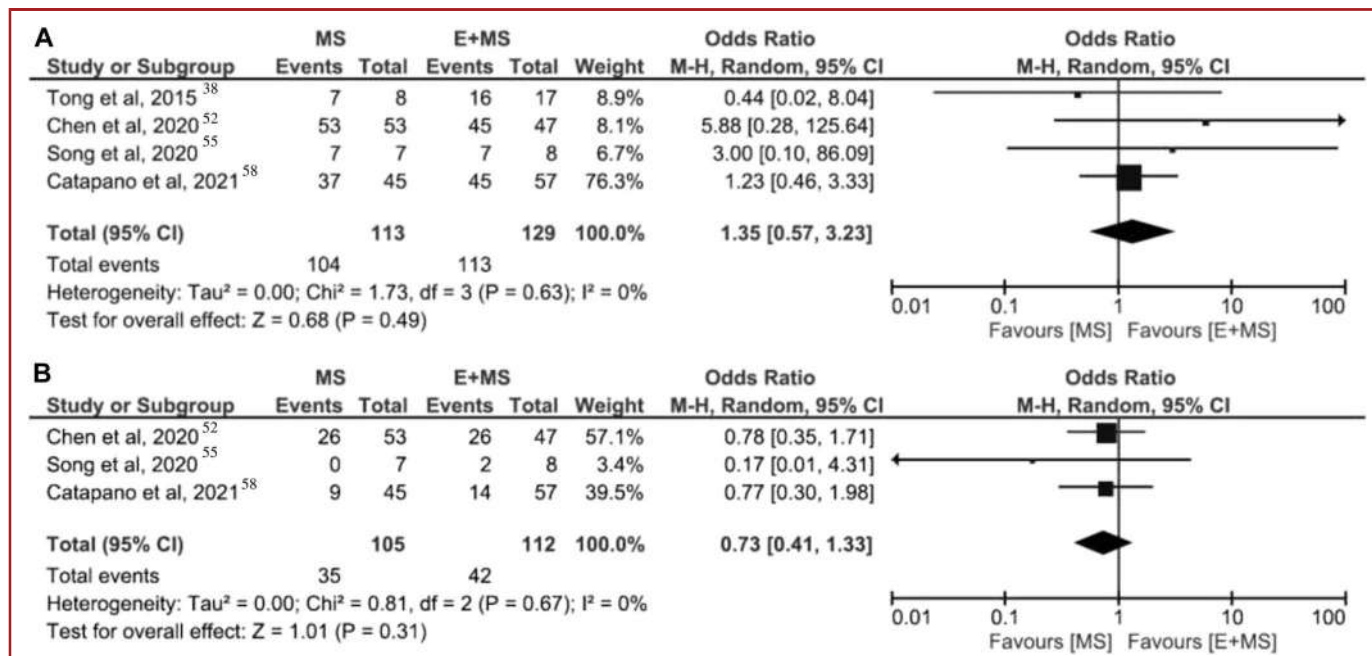 A
MS E+MS Odds Ratio Odds Ratio
Study or Subgroup Events Total Events Total Weight M-H, Random, 95% CI M-H, Random, 95% CI
Tong et al, 2015 38 7 8 16 17 8.9% 0.44 [0.02, 8.04]
Chen et al, 2020 52 53 53 45 47 8.1% 5.88 [0.28, 125.64]
Song et al, 2020 55 7 7 7 8 6.7% 3.00 [0.10, 86.09]
Catapano et al, 2021 58 37 45 45 57 76.3% 1.23 [0.46, 3.33]
Total (95% CI) 113 129 100.0% 1.35 [0.57, 3.23]
Total events 104 113
Heterogeneity: Tau² = 0.00; Chi² = 1.73, df = 3 (P = 0.63); I² = 0%
Test for overall effect: Z = 0.68 (P = 0.49)
0.01 0.1 1 10 100
Favours [MS] Favours [E+MS]
B
MS E+MS Odds Ratio Odds Ratio
Study or Subgroup Events Total Events Total Weight M-H, Random, 95% CI M-H, Random, 95% CI
Chen et al, 2020 52 26 53 26 47 57.1% 0.78 [0.35, 1.71]
Song et al, 2020 55 0 7 2 8 3.4% 0.17 [0.01, 4.31]
Catapano et al, 2021 58 9 45 14 57 39.5% 0.77 [0.30, 1.98]
Total (95% CI) 105 112 100.0% 0.73 [0.41, 1.33]
Total events 35 42
Heterogeneity: Tau² = 0.00; Chi² = 0.81, df = 2 (P = 0.67); I² = 0%
Test for overall effect: Z = 1.01 (P = 0.31)
0.01 0.1 1 10 100
Favours [MS] Favours [E+MS]